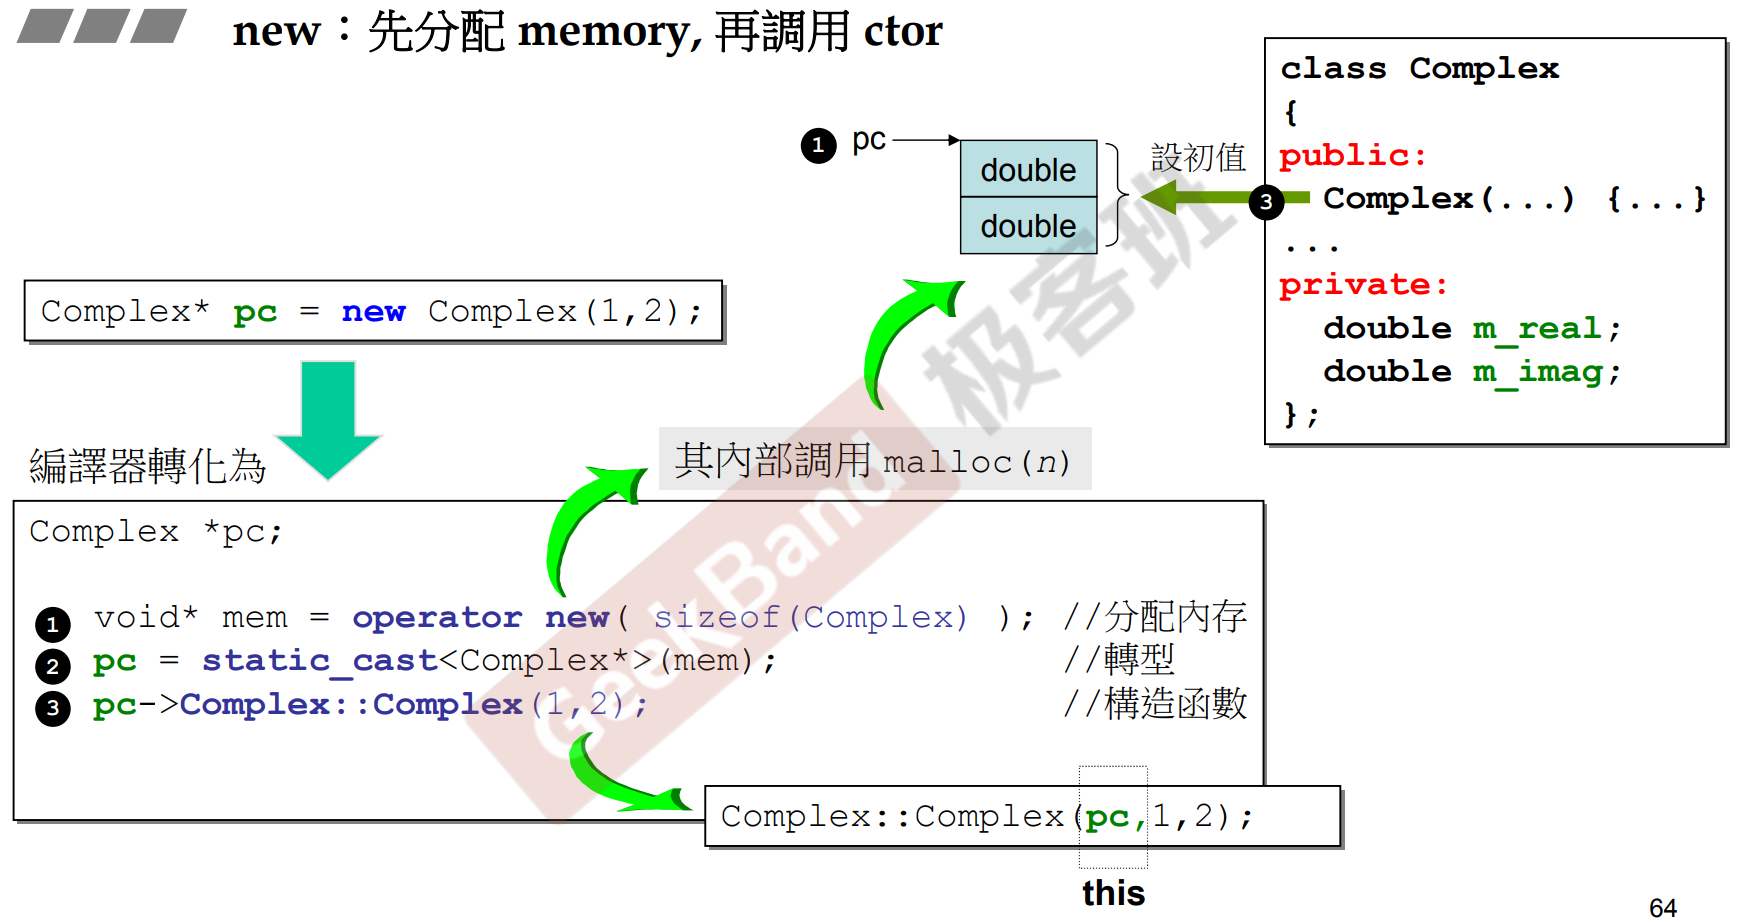 new：先分配 memory, 再調用 ctor
class Complex
{
public:
Complex(...) {...}
...
private:
double m_real;
double m_imag;
};
1 pc
double
double
設初值
3
Complex* pc = new Complex(1,2);
編譯器轉化為
其內部調用 malloc(n)
Complex *pc;
1 void* mem = operator new( sizeof(Complex) ); //分配內存
2 pc = static_cast<Complex*>(mem); //轉型
3 pc->Complex::Complex(1,2); //構造函數
Complex::Complex(pc,1,2);
this
GeekBand 极客班
64